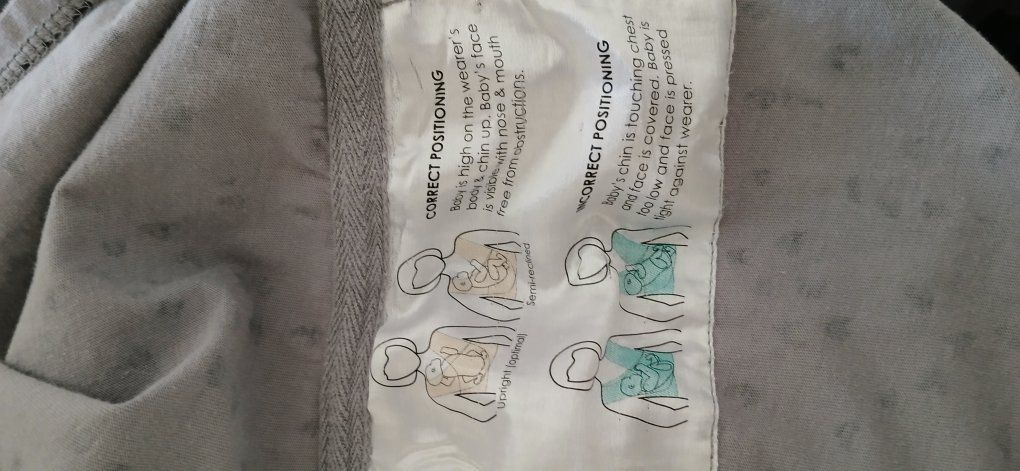 CORRECT POSITIONING
Baby is high on the wearer's
body & chin up. Baby's face
is visible with nose & mouth
free from obstructions.
Upright (optimal)
Semi-reclined
INCORRECT POSITIONING
Baby's chin is touching chest
and face is covered. Baby is
too low and face is pressed
tight against wearer.